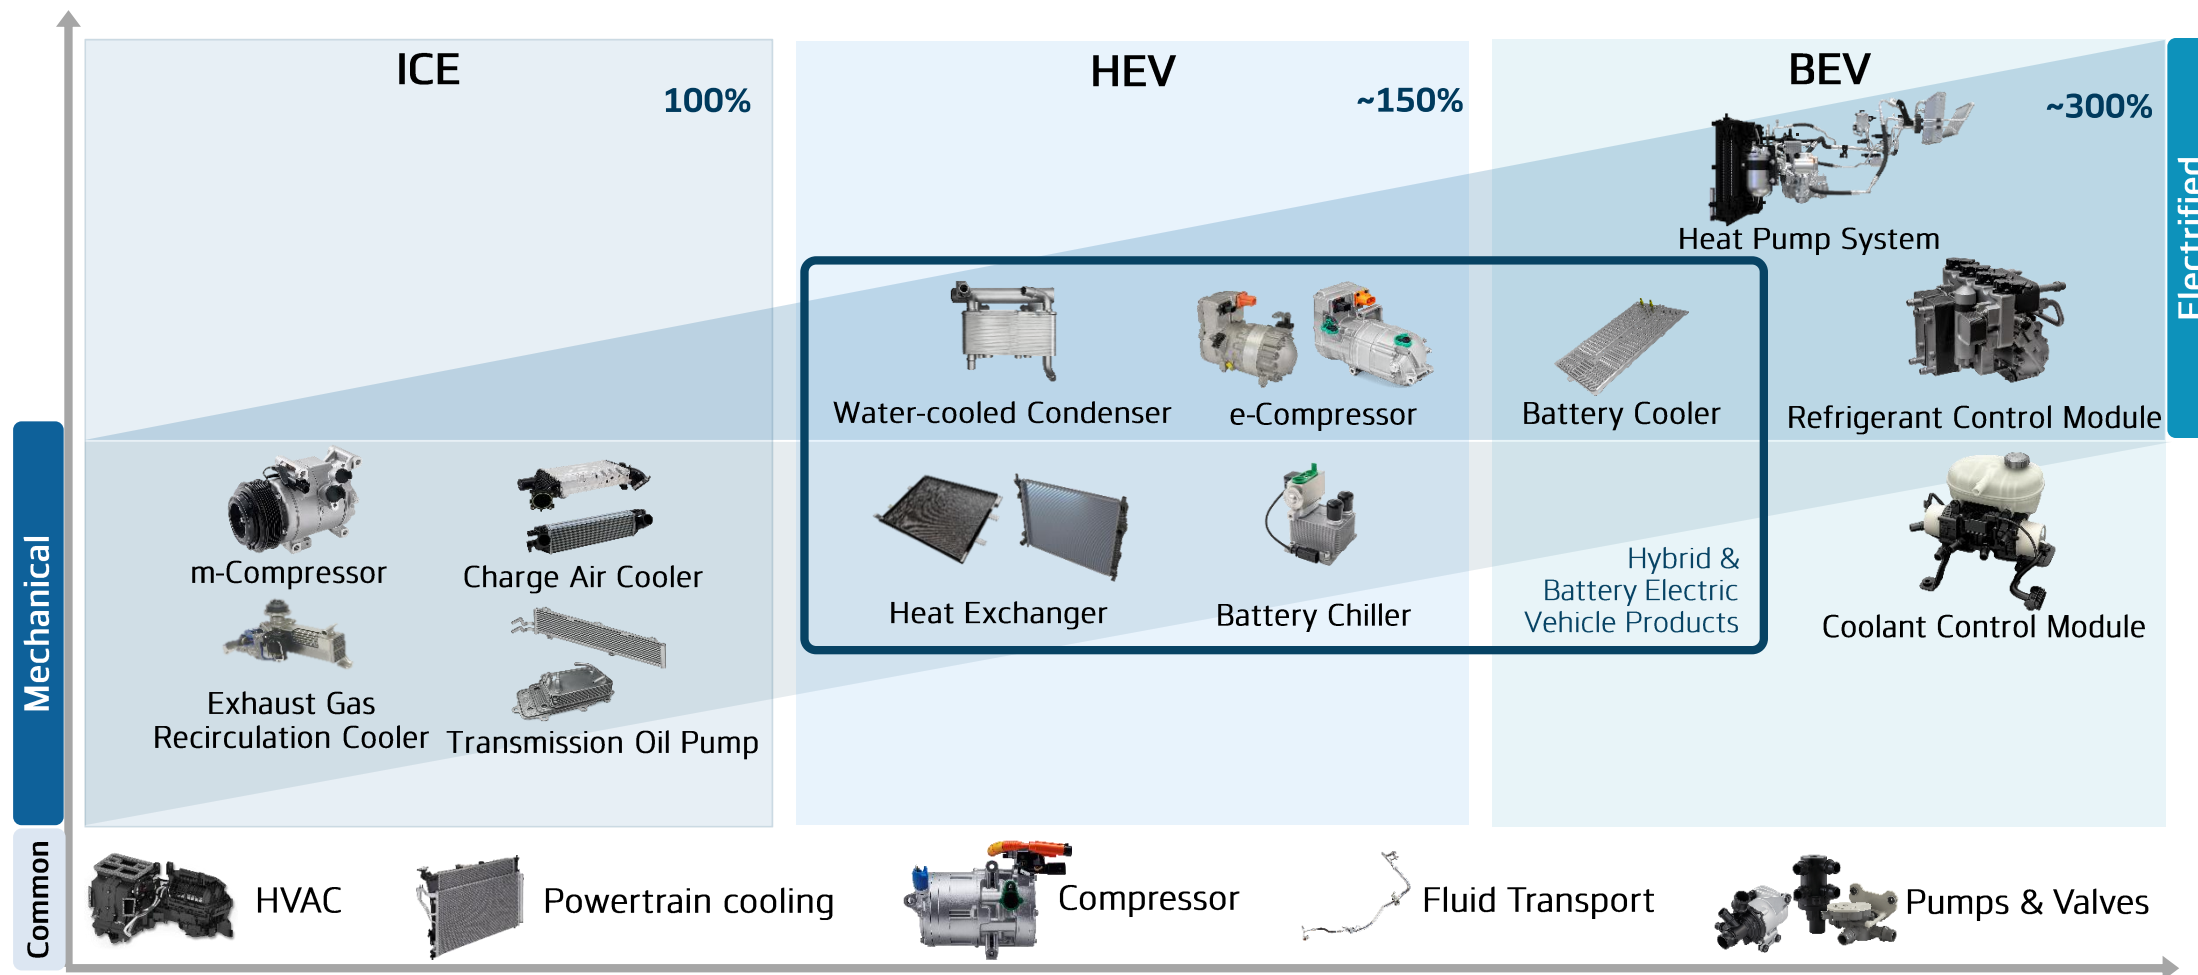 ICE
100%
HEV
~150%
BEV
~300%
Electrified
Heat Pump System
Water-cooled Condenser
e-Compressor
Battery Cooler
Refrigerant Control Module
Mechanical
m-Compressor
Charge Air Cooler
Heat Exchanger
Battery Chiller
Hybrid &
Battery Electric
Vehicle Products
Coolant Control Module
Exhaust Gas
Recirculation Cooler
Transmission Oil Pump
Common
HVAC
Powertrain cooling
Compressor
Fluid Transport
Pumps & Valves